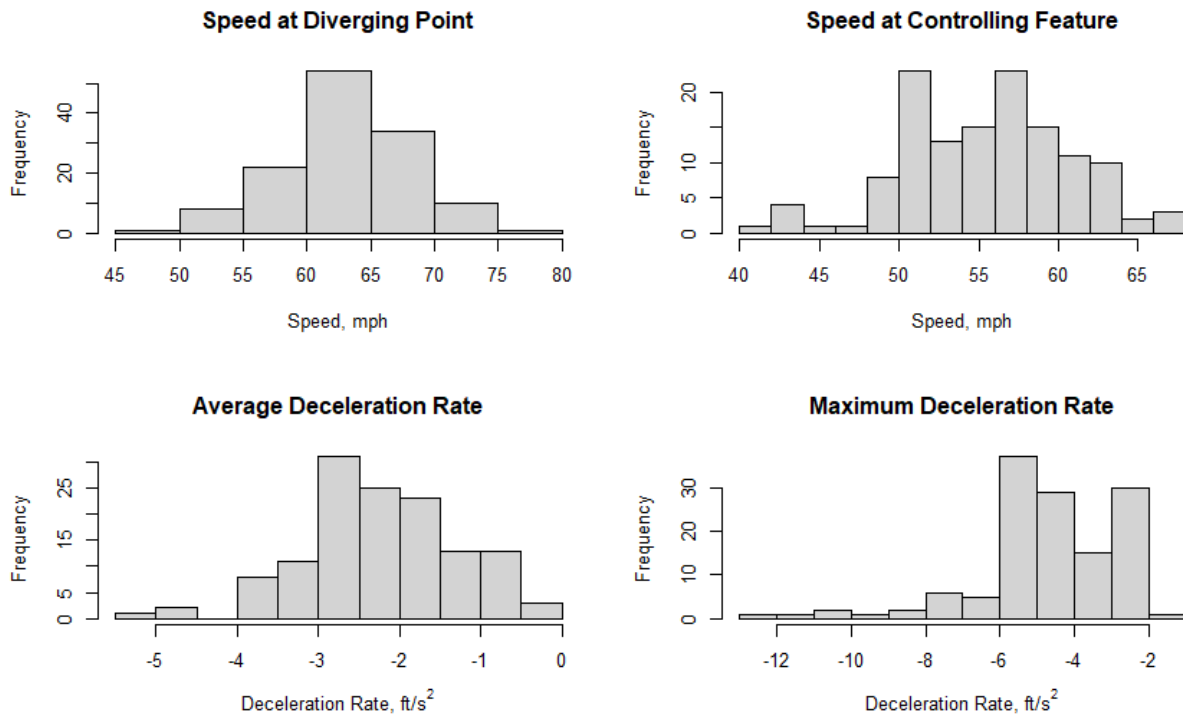 Speed at Diverging Point
Frequency
0 20 40
45 50 55 60 65 70 75 80
Speed, mph
Speed at Controlling Feature
Frequency
0 5 10 20
40 45 50 55 60 65
Speed, mph
Average Deceleration Rate
Frequency
0 5 15 25
-5 -4 -3 -2 -1 0
Deceleration Rate, ft/s²
Maximum Deceleration Rate
Frequency
0 10 20 30
-12 -10 -8 -6 -4 -2
Deceleration Rate, ft/s²